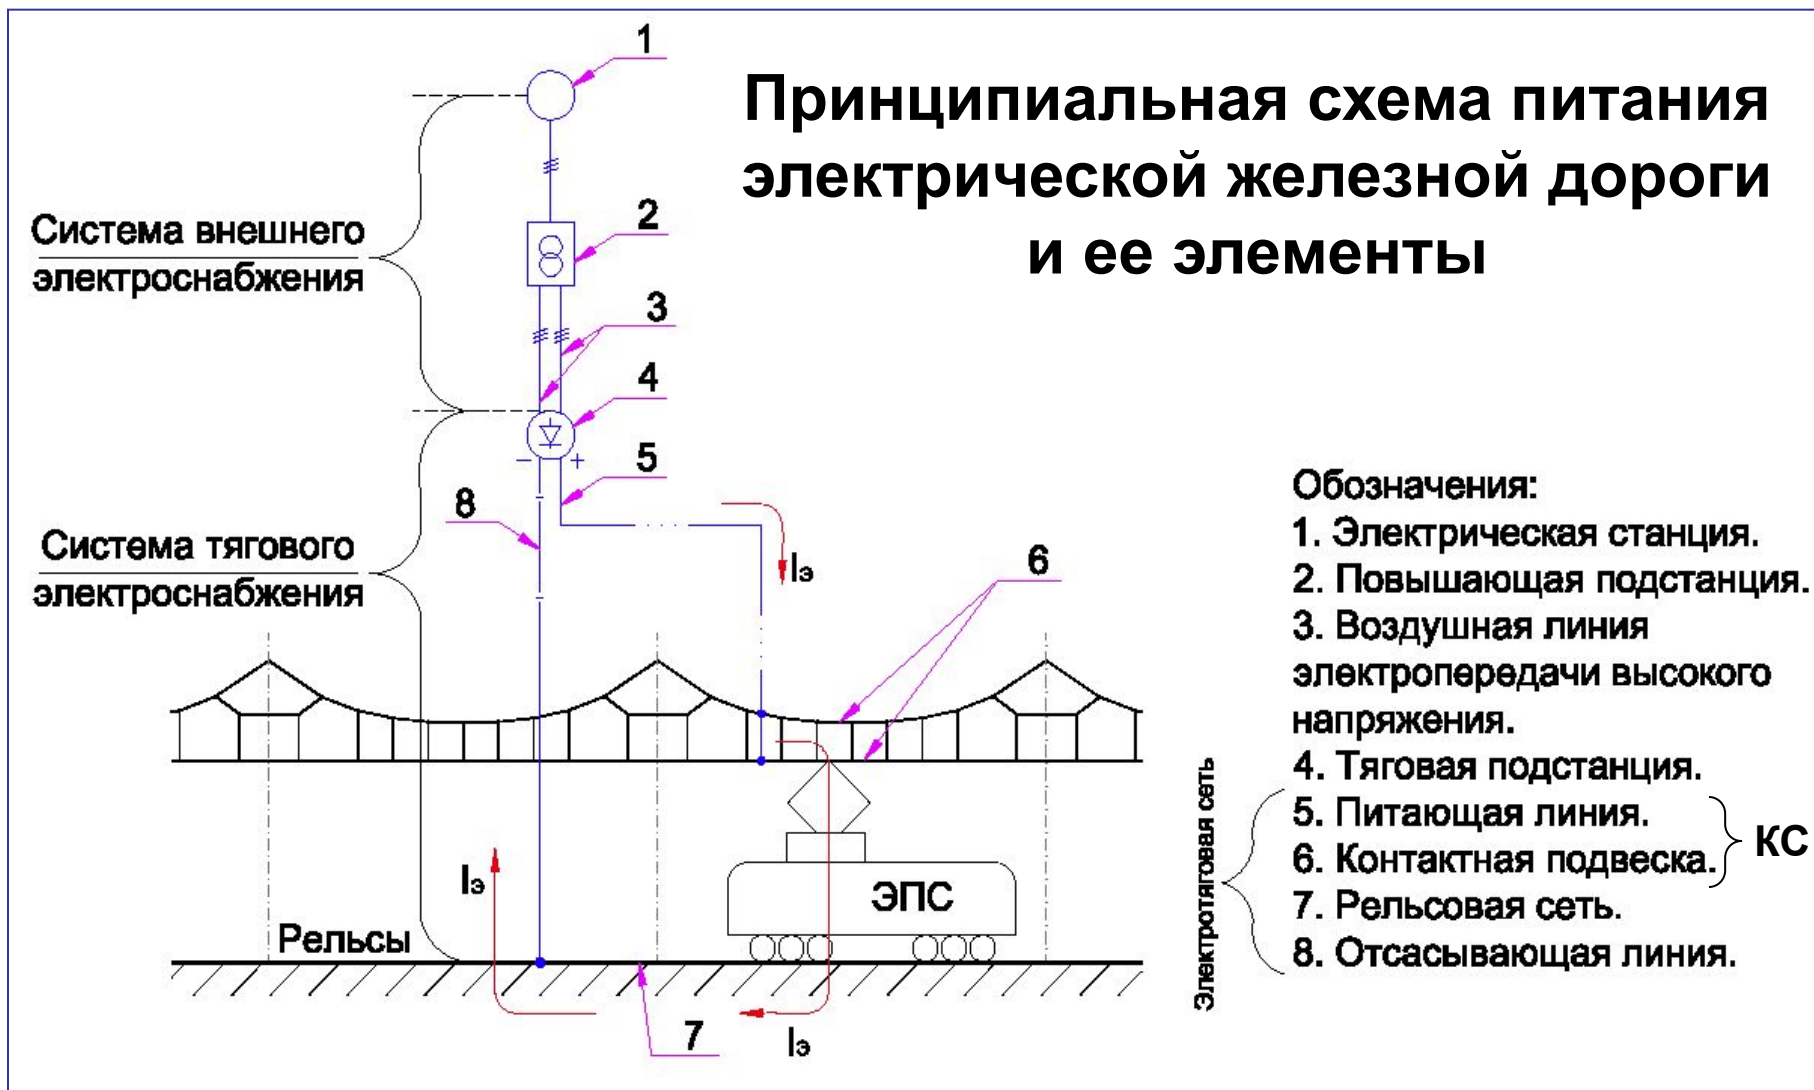 Принципиальная схема питания
электрической железной дороги
и ее элементы
1
2
3
4
5
8
6
7
Система внешнего
электроснабжения
Система тягового
электроснабжения
− +
Iэ
Iэ
Iэ
ЭПС
Рельсы
Обозначения:
1. Электрическая станция.
2. Повышающая подстанция.
3. Воздушная линия
электропередачи высокого
напряжения.
4. Тяговая подстанция.
5. Питающая линия.
6. Контактная подвеска.
7. Рельсовая сеть.
8. Отсасывающая линия.
КС
Электротяговая сеть